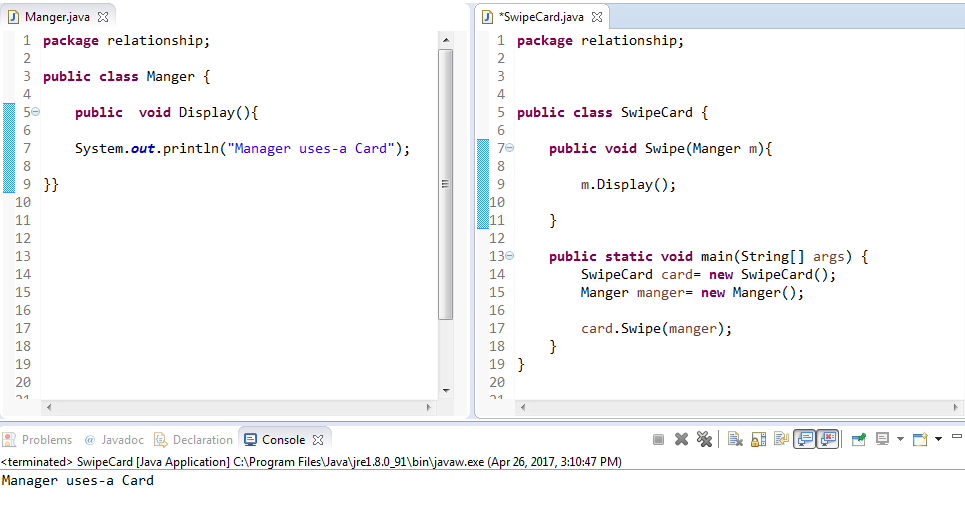 Manger.java
1 package relationship;
2
3 public class Manger {
4
5 public  void Display(){
6
7 System.out.println("Manager uses-a Card");
8
9 }}
10
11
12
13
14
15
16
17
18
19
20
21
*SwipeCard.java
1 package relationship;
2
3
4
5 public class SwipeCard {
6
7 public void Swipe(Manger m){
8
9 m.Display();
10
11 }
12
13 public static void main(String[] args) {
14 SwipeCard card= new SwipeCard();
15 Manger manger= new Manger();
16
17 card.Swipe(manger);
18 }
19 }
20
21
Problems @ Javadoc Declaration Console
<terminated> SwipeCard [Java Application] C:\Program Files\Java\jre1.8.0_91\bin\javaw.exe (Apr 26, 2017, 3:10:47 PM)
Manager uses-a Card